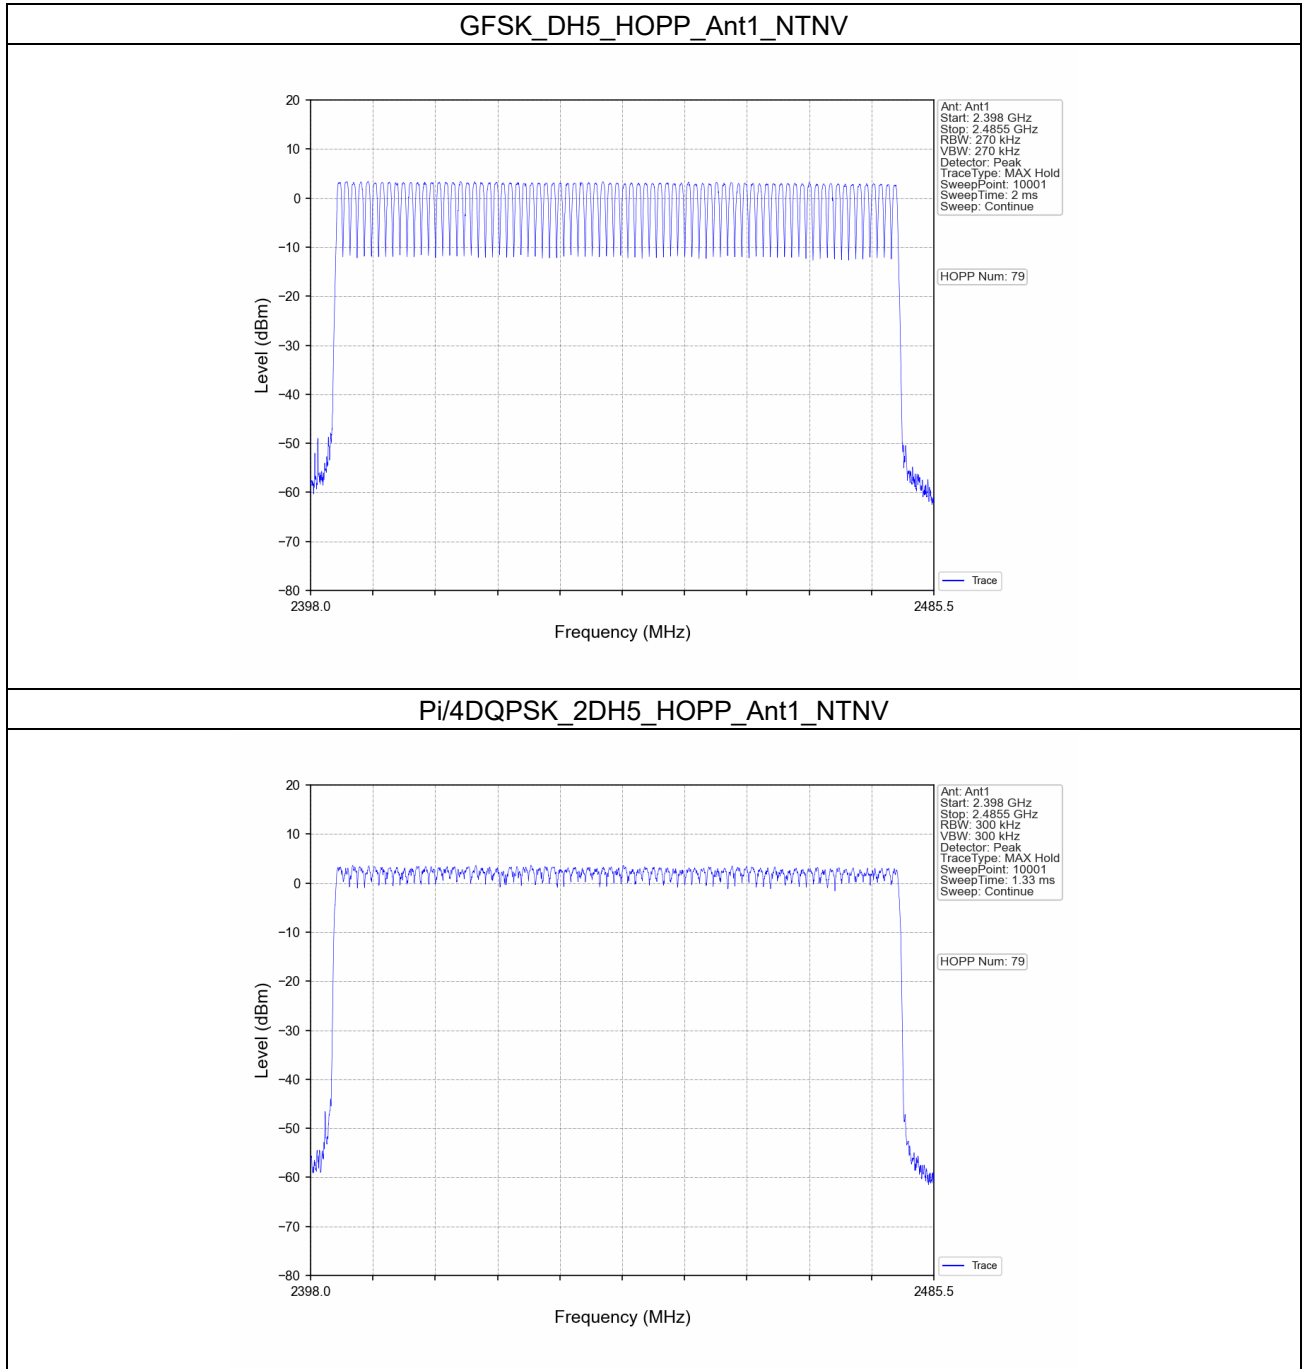 GFSK_DH5_HOPP_Ant1_NTNV
20
10
0
−10
−20
−30
−40
−50
−60
−70
−80
Level (dBm)
2398.0
2485.5
Frequency (MHz)
Ant: Ant1
Start: 2.398 GHz
Stop: 2.4855 GHz
RBW: 270 kHz
VBW: 270 kHz
Detector: Peak
TraceType: MAX Hold
SweepPoint: 10001
SweepTime: 2 ms
Sweep: Continue
HOPP Num: 79
Trace
Pi/4DQPSK_2DH5_HOPP_Ant1_NTNV
20
10
0
−10
−20
−30
−40
−50
−60
−70
−80
Level (dBm)
2398.0
2485.5
Frequency (MHz)
Ant: Ant1
Start: 2.398 GHz
Stop: 2.4855 GHz
RBW: 300 kHz
VBW: 300 kHz
Detector: Peak
TraceType: MAX Hold
SweepPoint: 10001
SweepTime: 1.33 ms
Sweep: Continue
HOPP Num: 79
Trace